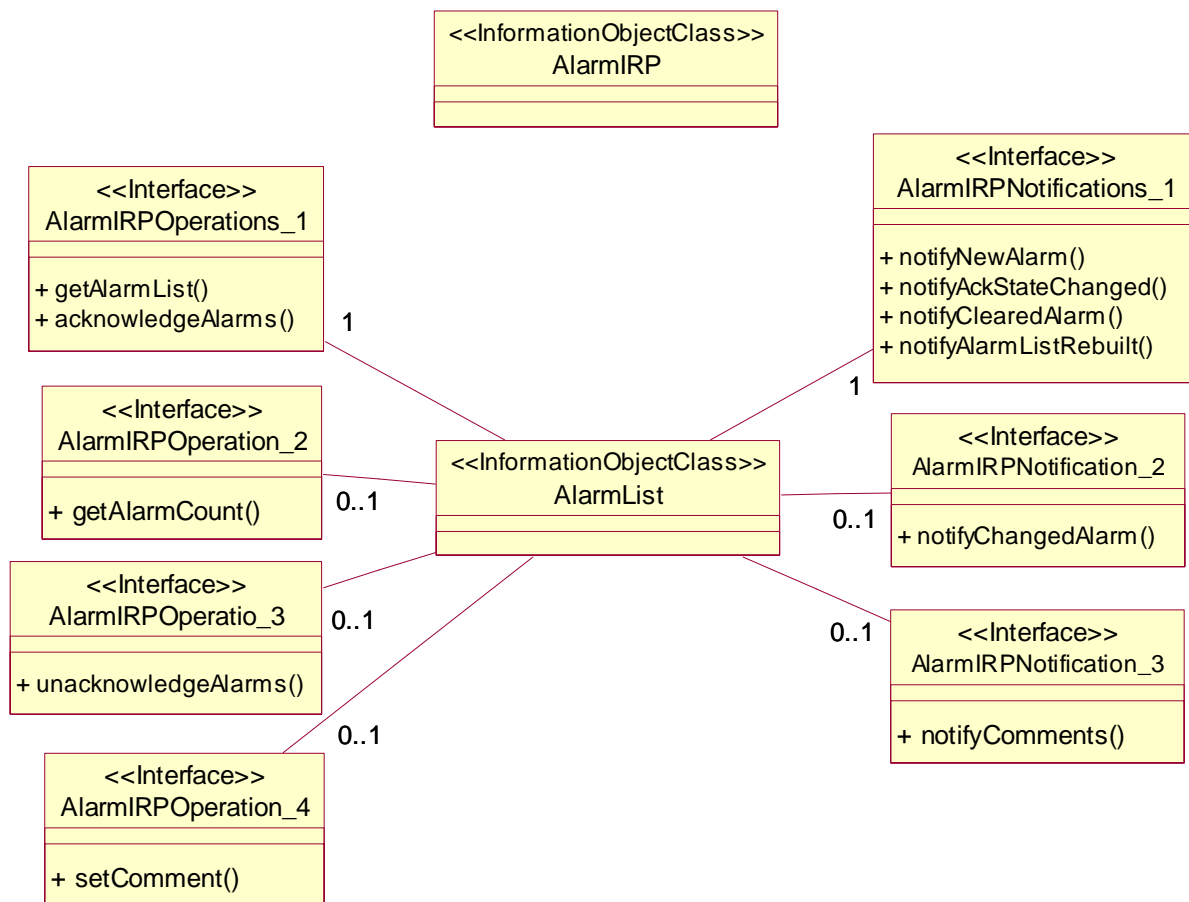 <<InformationObjectClass>>
AlarmIRP
<<Interface>>
AlarmIRPOperations_1
+ getAlarmList()
+ acknowledgeAlarms()
1
<<Interface>>
AlarmIRPNotifications_1
+ notifyNewAlarm()
+ notifyAckStateChanged()
+ notifyClearedAlarm()
+ notifyAlarmListRebuilt()
1
<<Interface>>
AlarmIRPOperation_2
+ getAlarmCount()
0..1
<<InformationObjectClass>>
AlarmList
<<Interface>>
AlarmIRPNotification_2
+ notifyChangedAlarm()
0..1
<<Interface>>
AlarmIRPOperatio_3
+ unacknowledgeAlarms()
0..1
<<Interface>>
AlarmIRPNotification_3
+ notifyComments()
0..1
<<Interface>>
AlarmIRPOperation_4
+ setComment()
0..1